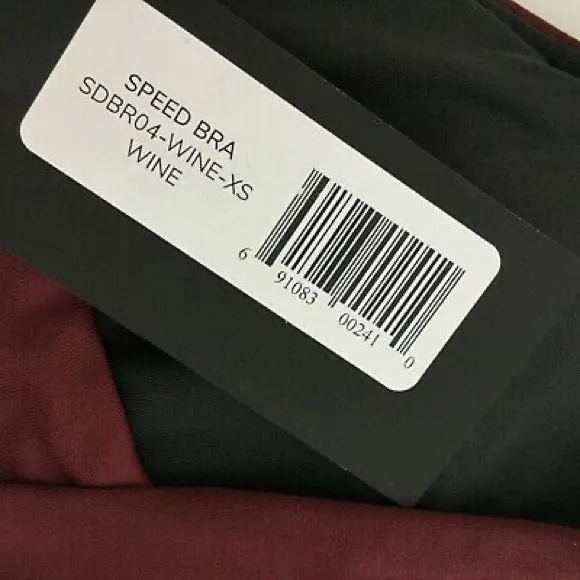 SPEED BRA
SDBR04-WINE-XS
WINE
6 91083 00241 0